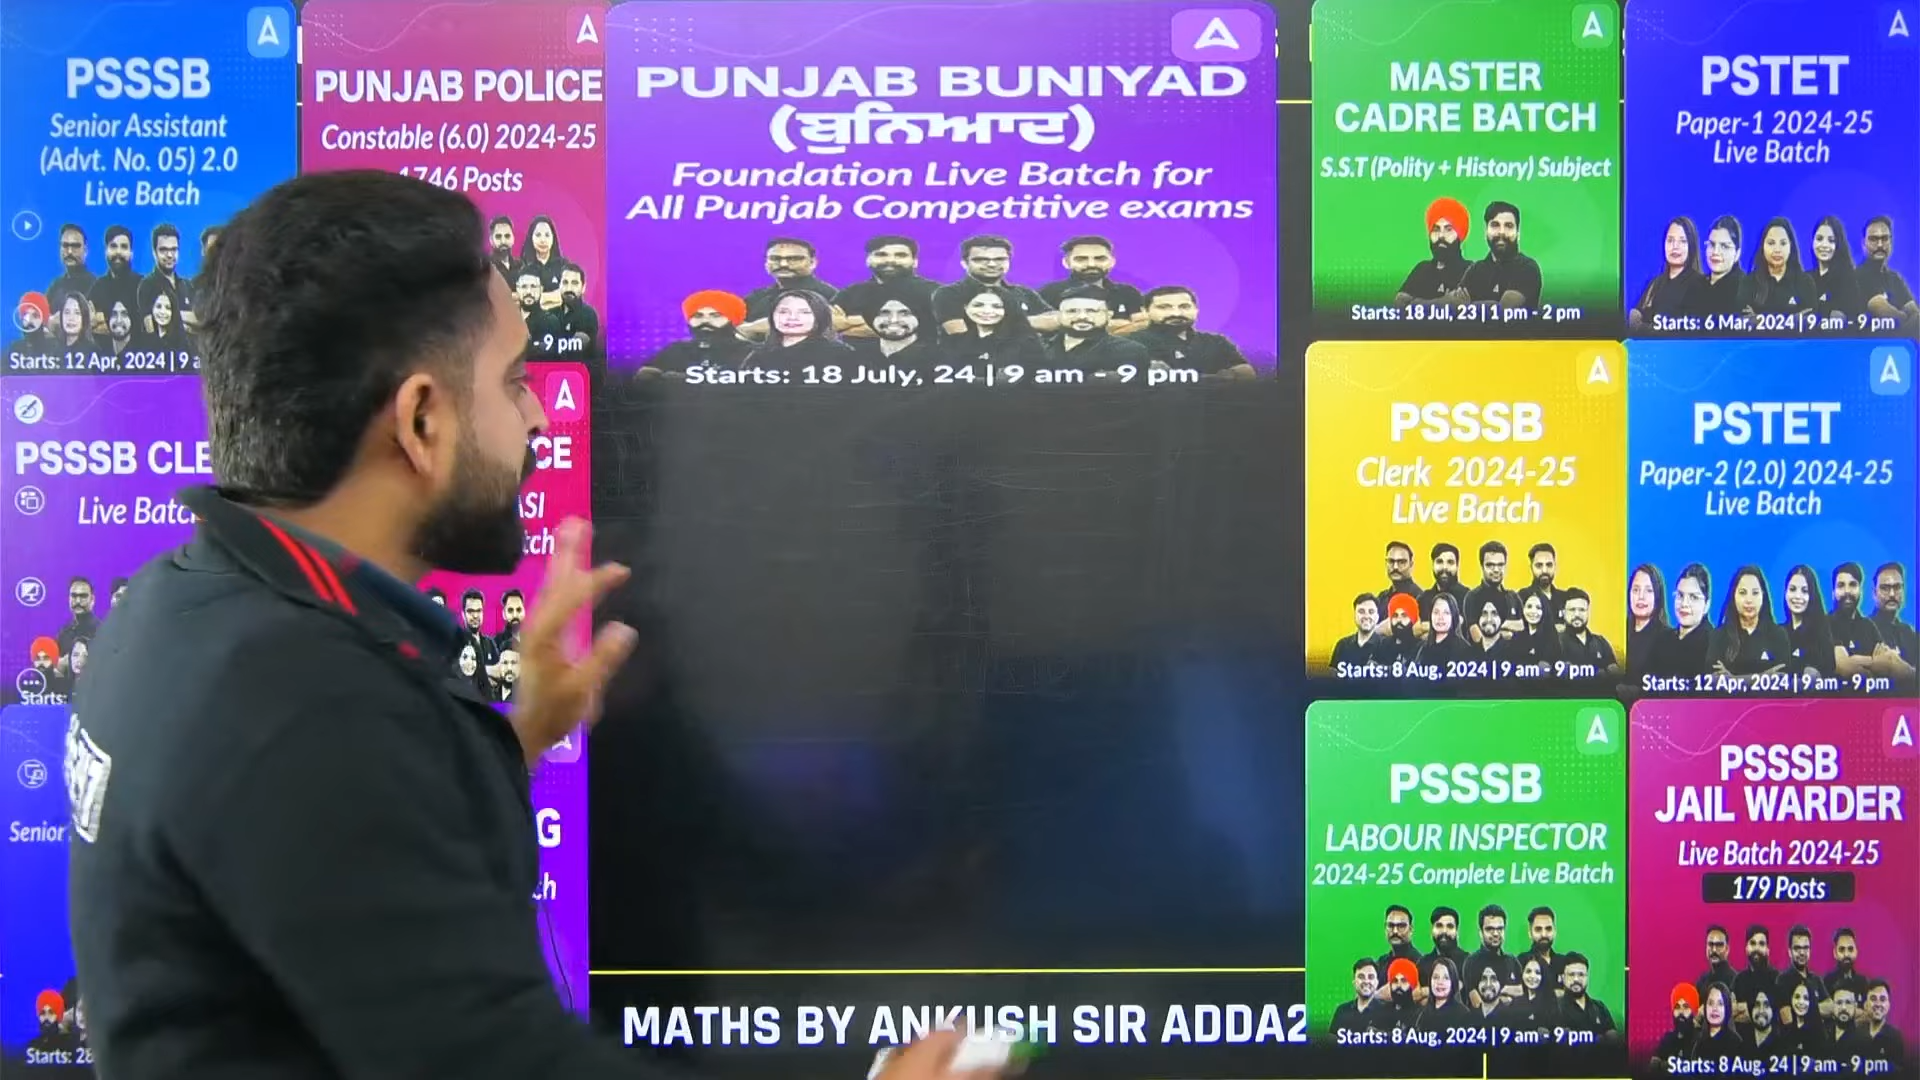 PSSSB
Senior Assistant
(Advt. No. 05) 2.0
Live Batch
Starts: 12 Apr, 2024 | 9
PUNJAB POLICE
Constable (6.0) 2024-25
1746 Posts
- 9 pm
PUNJAB BUNIYAD
(ਬੁਨਿਆਦ)
Foundation Live Batch for
All Punjab Competitive exams
Starts: 18 July, 24 | 9 am - 9 pm
MASTER
CADRE BATCH
S.S.T (Polity + History) Subject
Starts: 18 Jul, 23 | 1 pm - 2 pm
PSTET
Paper-1 2024-25
Live Batch
Starts: 6 Mar, 2024 | 9 am - 9 pm
PSSSB CLE
Live Batc
Starts:
CE
ASI
tch
PSSSB
Clerk 2024-25
Live Batch
Starts: 8 Aug, 2024 | 9 am - 9 pm
PSTET
Paper-2 (2.0) 2024-25
Live Batch
Starts: 12 Apr, 2024 | 9 am - 9 pm
Senior
Starts: 28
G
ch
PSSSB
LABOUR INSPECTOR
2024-25 Complete Live Batch
Starts: 8 Aug, 2024 | 9 am - 9 pm
PSSSB
JAIL WARDER
Live Batch 2024-25
179 Posts
Starts: 8 Aug, 24 | 9 am - 9 pm
MATHS BY ANKUSH SIR ADDA2